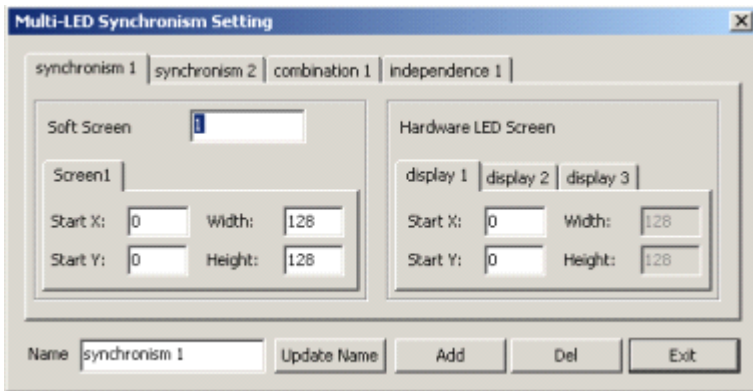 Multi-LED Synchronism Setting
synchronism 1 synchronism 2 combination 1 independence 1
Soft Screen 1
Screen1
Start X: 0 Width: 128
Start Y: 0 Height: 128
Hardware LED Screen
display 1 display 2 display 3
Start X: 0 Width: 128
Start Y: 0 Height: 128
Name synchronism 1 Update Name Add Del Exit